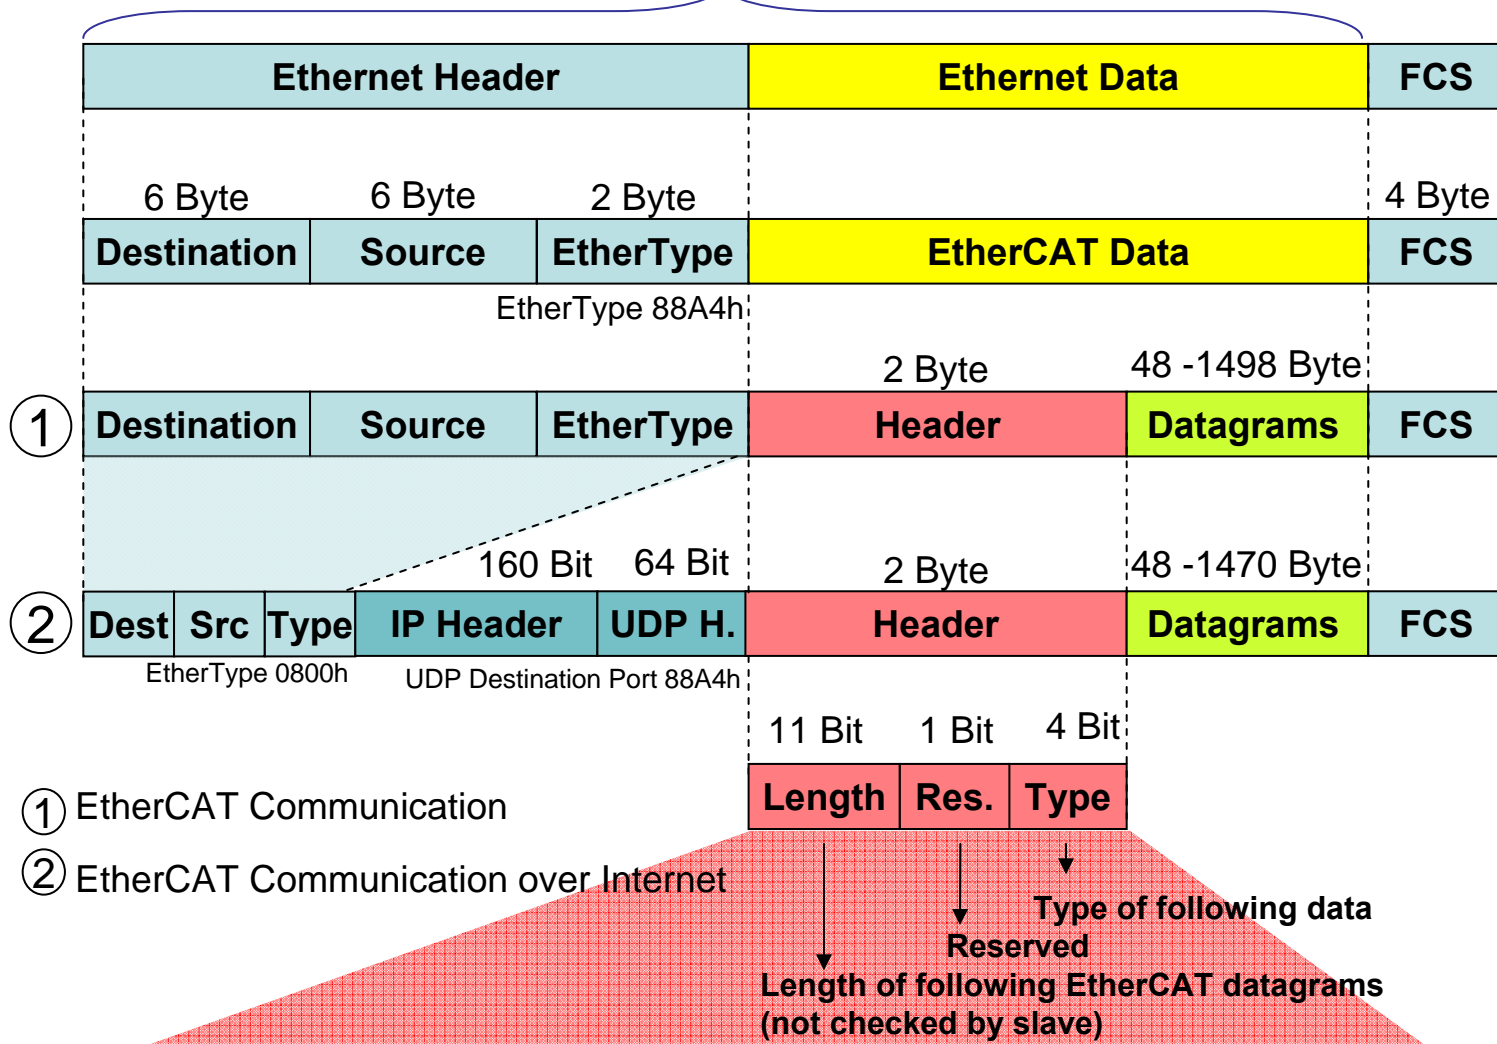 Ethernet Header Ethernet Data FCS
6 Byte 6 Byte 2 Byte 4 Byte
Destination Source EtherType EtherCAT Data FCS
EtherType 88A4h
2 Byte 48 -1498 Byte
1 Destination Source EtherType Header Datagrams FCS
160 Bit 64 Bit 2 Byte 48 -1470 Byte
2 Dest Src Type IP Header UDP H. Header Datagrams FCS
EtherType 0800h UDP Destination Port 88A4h
11 Bit 1 Bit 4 Bit
Length Res. Type
1 EtherCAT Communication
2 EtherCAT Communication over Internet
Type of following data
Reserved
Length of following EtherCAT datagrams
(not checked by slave)